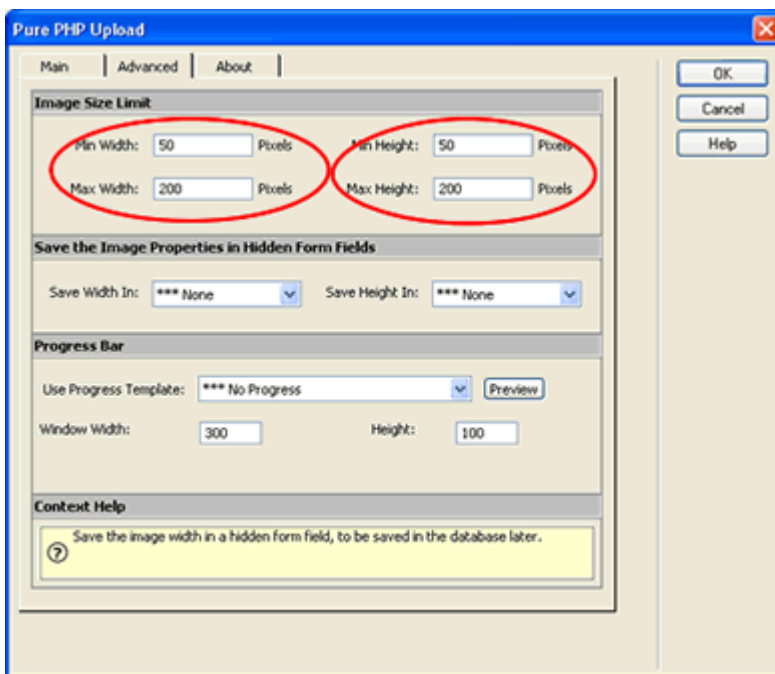 Pure PHP Upload
Main Advanced About
OK
Cancel
Help
Image Size Limit
Min Width: 50 Pixels Min Height: 50 Pixels
Max Width: 200 Pixels Max Height: 200 Pixels
Save the Image Properties in Hidden Form Fields
Save Width In: *** None Save Height In: *** None
Progress Bar
Use Progress Template: *** No Progress Preview
Window Width: 300 Height: 100
Context Help
Save the image width in a hidden form field, to be saved in the database later.